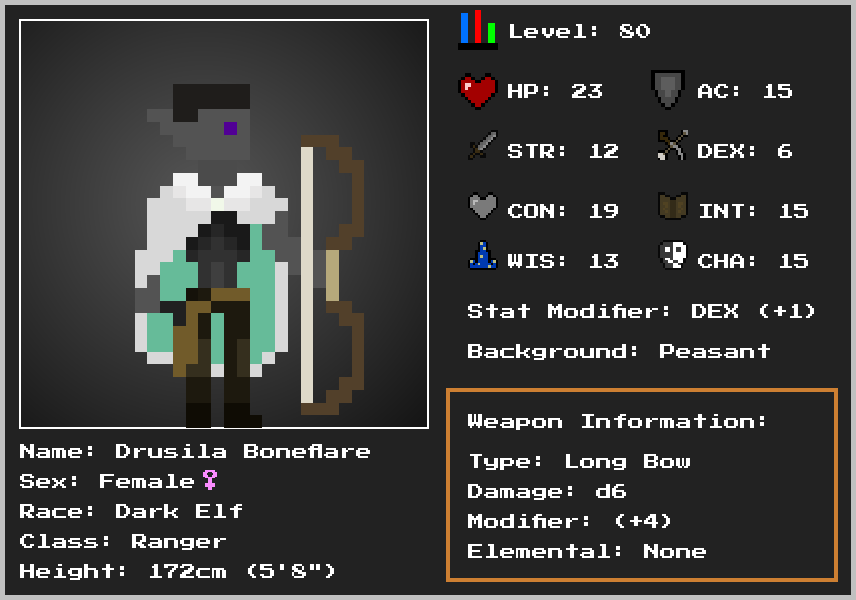 Level: 80
HP: 23 AC: 15
STR: 12 DEX: 6
CON: 19 INT: 15
WIS: 13 CHA: 15
Stat Modifier: DEX (+1)
Background: Peasant
Weapon Information:
Type: Long Bow
Damage: d6
Modifier: (+4)
Elemental: None
Name: Drusila Boneflare
Sex: Female♀
Race: Dark Elf
Class: Ranger
Height: 172cm (5'8")